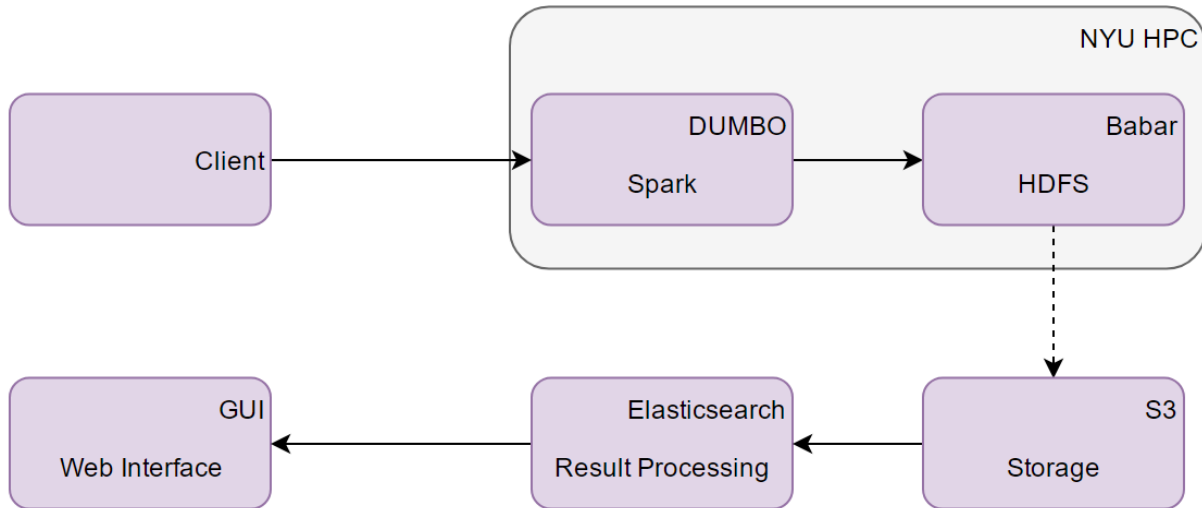 NYU HPC
Client
DUMBO
Spark
Babar
HDFS
GUI
Web Interface
Elasticsearch
Result Processing
S3
Storage